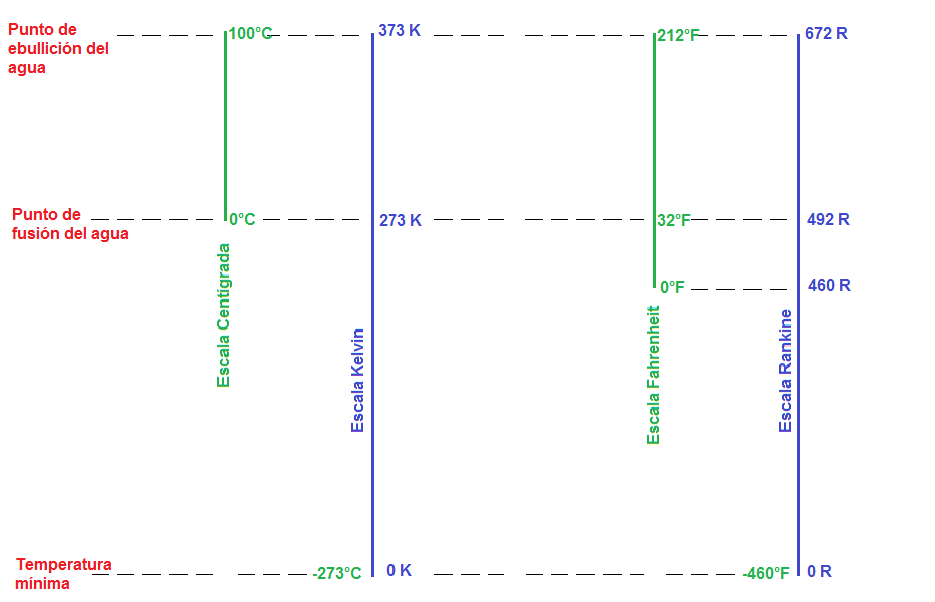 Punto de
ebullición del
agua
100°C
373 K
212°F
672 R
Punto de
fusión del agua
0°C
273 K
32°F
492 R
0°F
460 R
Escala Centígrada
Escala Kelvin
Escala Fahrenheit
Escala Rankine
Temperatura
mínima
-273°C
0 K
-460°F
0 R